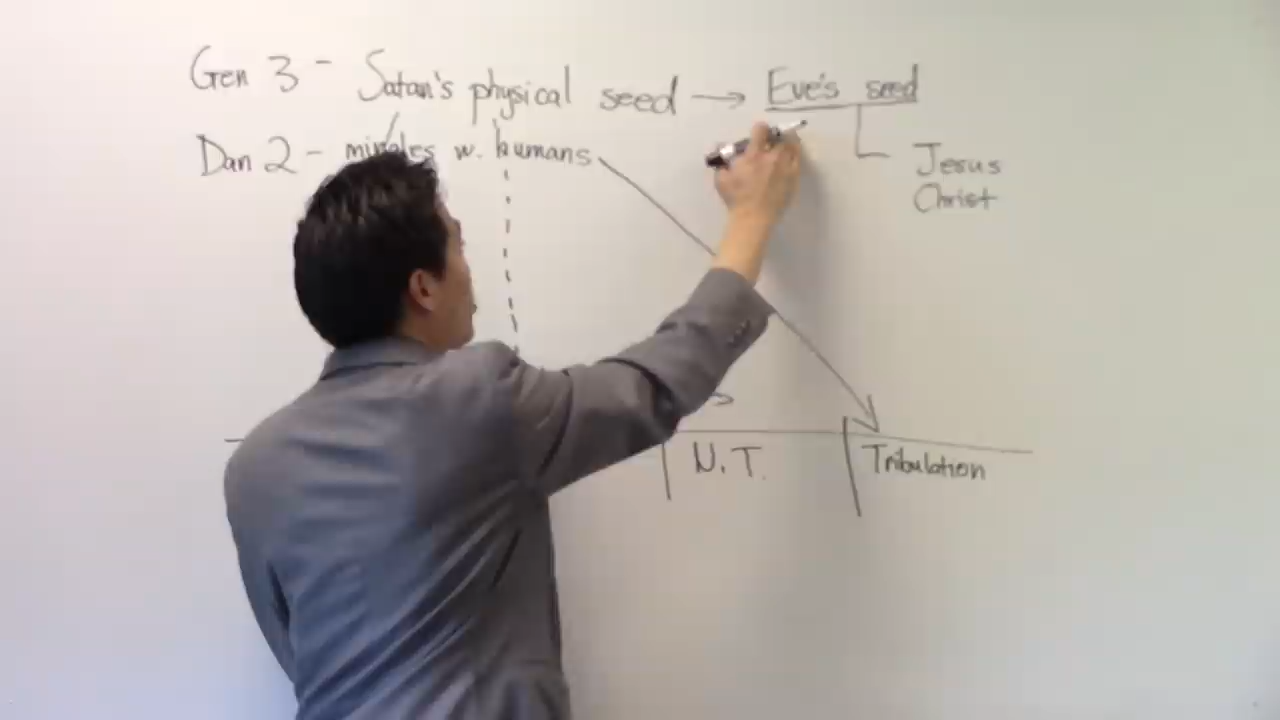 Gen 3 - Satan's physical seed → Eve's seed
Dan 2 - mingles w. humans
Jesus
Christ
N.T. Tribulation